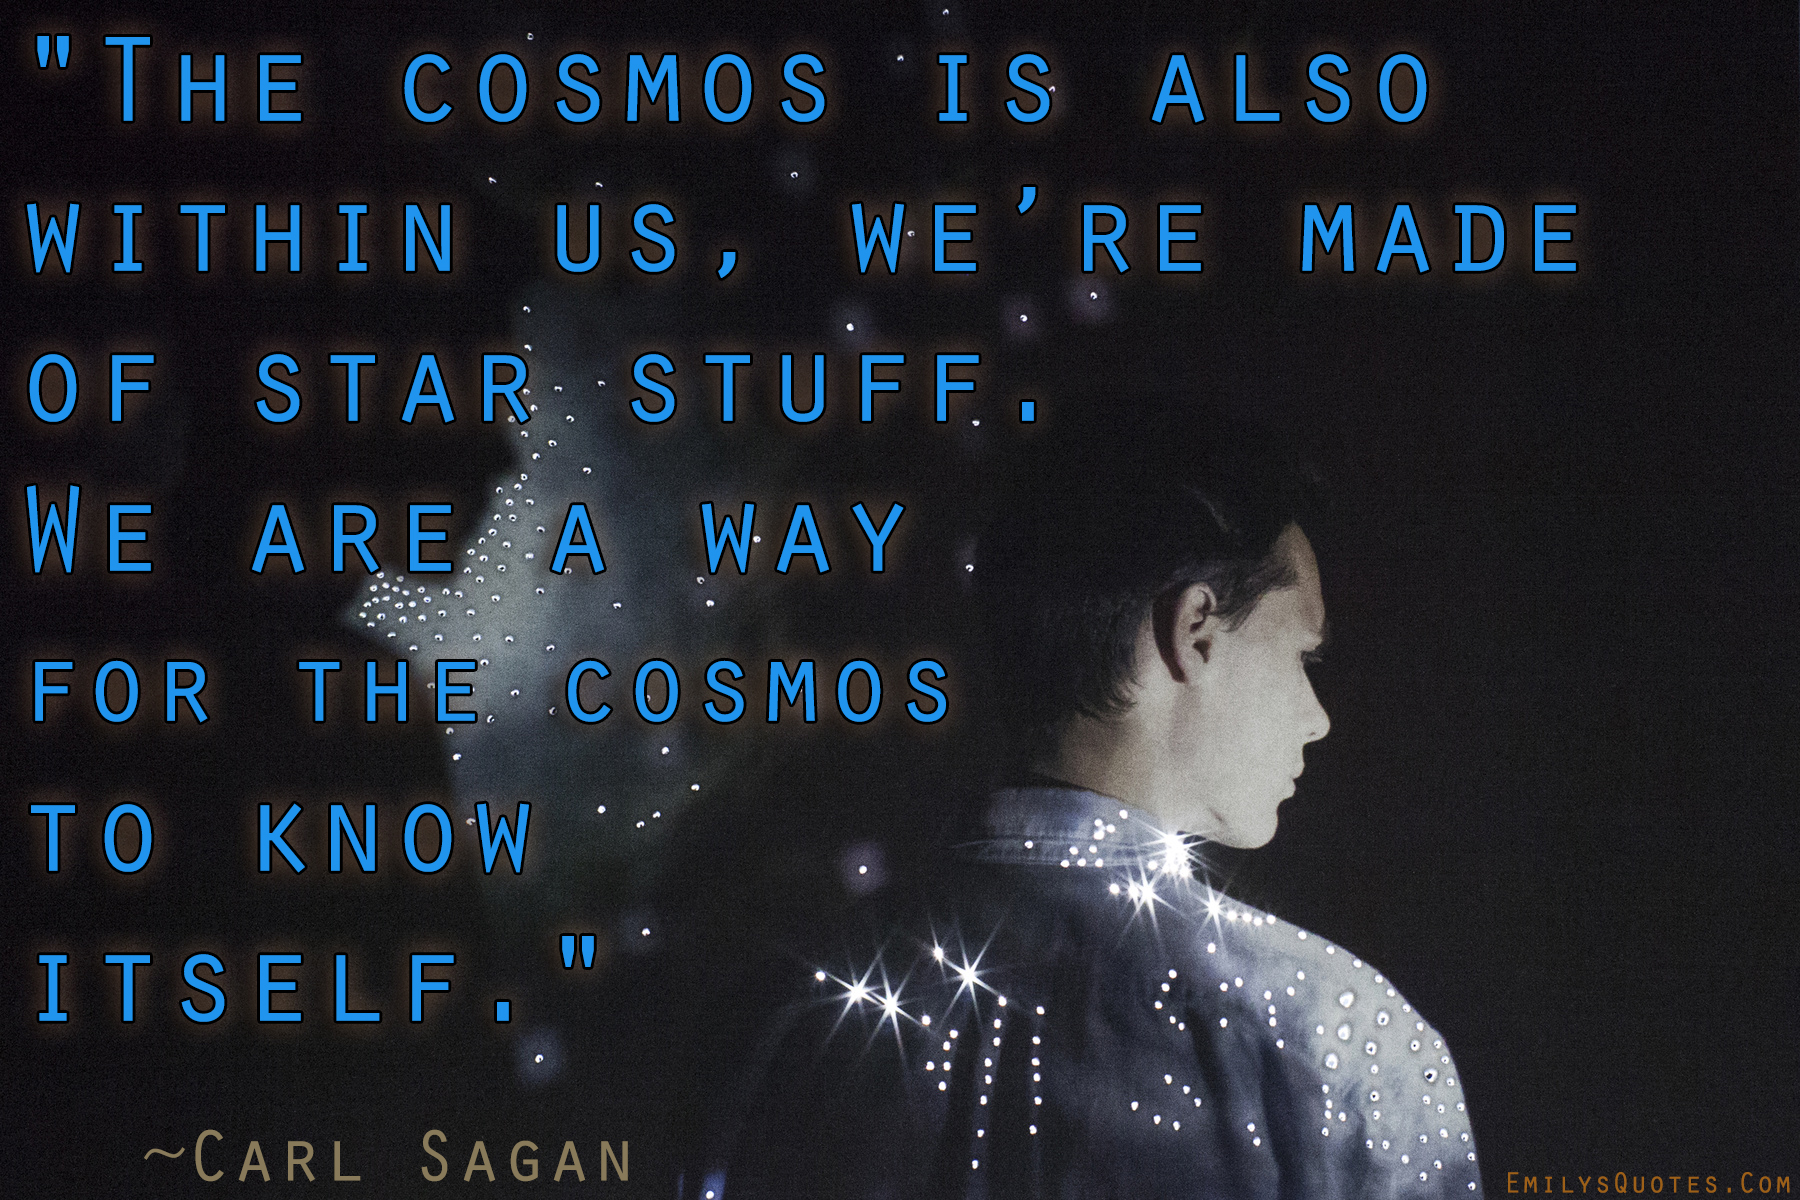 "The cosmos is also
within us, we’re made
of star stuff.
We are a way
for the cosmos
to know
itself."
~Carl Sagan
EmilysQuotes.Com